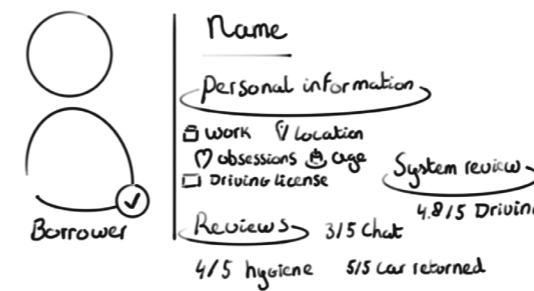 Name
Personal information
work Location
obsessions age
Driving license
System review
4.8/5 Driving
Reviews 3/5 Chat
4/5 hygiene 5/5 Car returned
Borrower